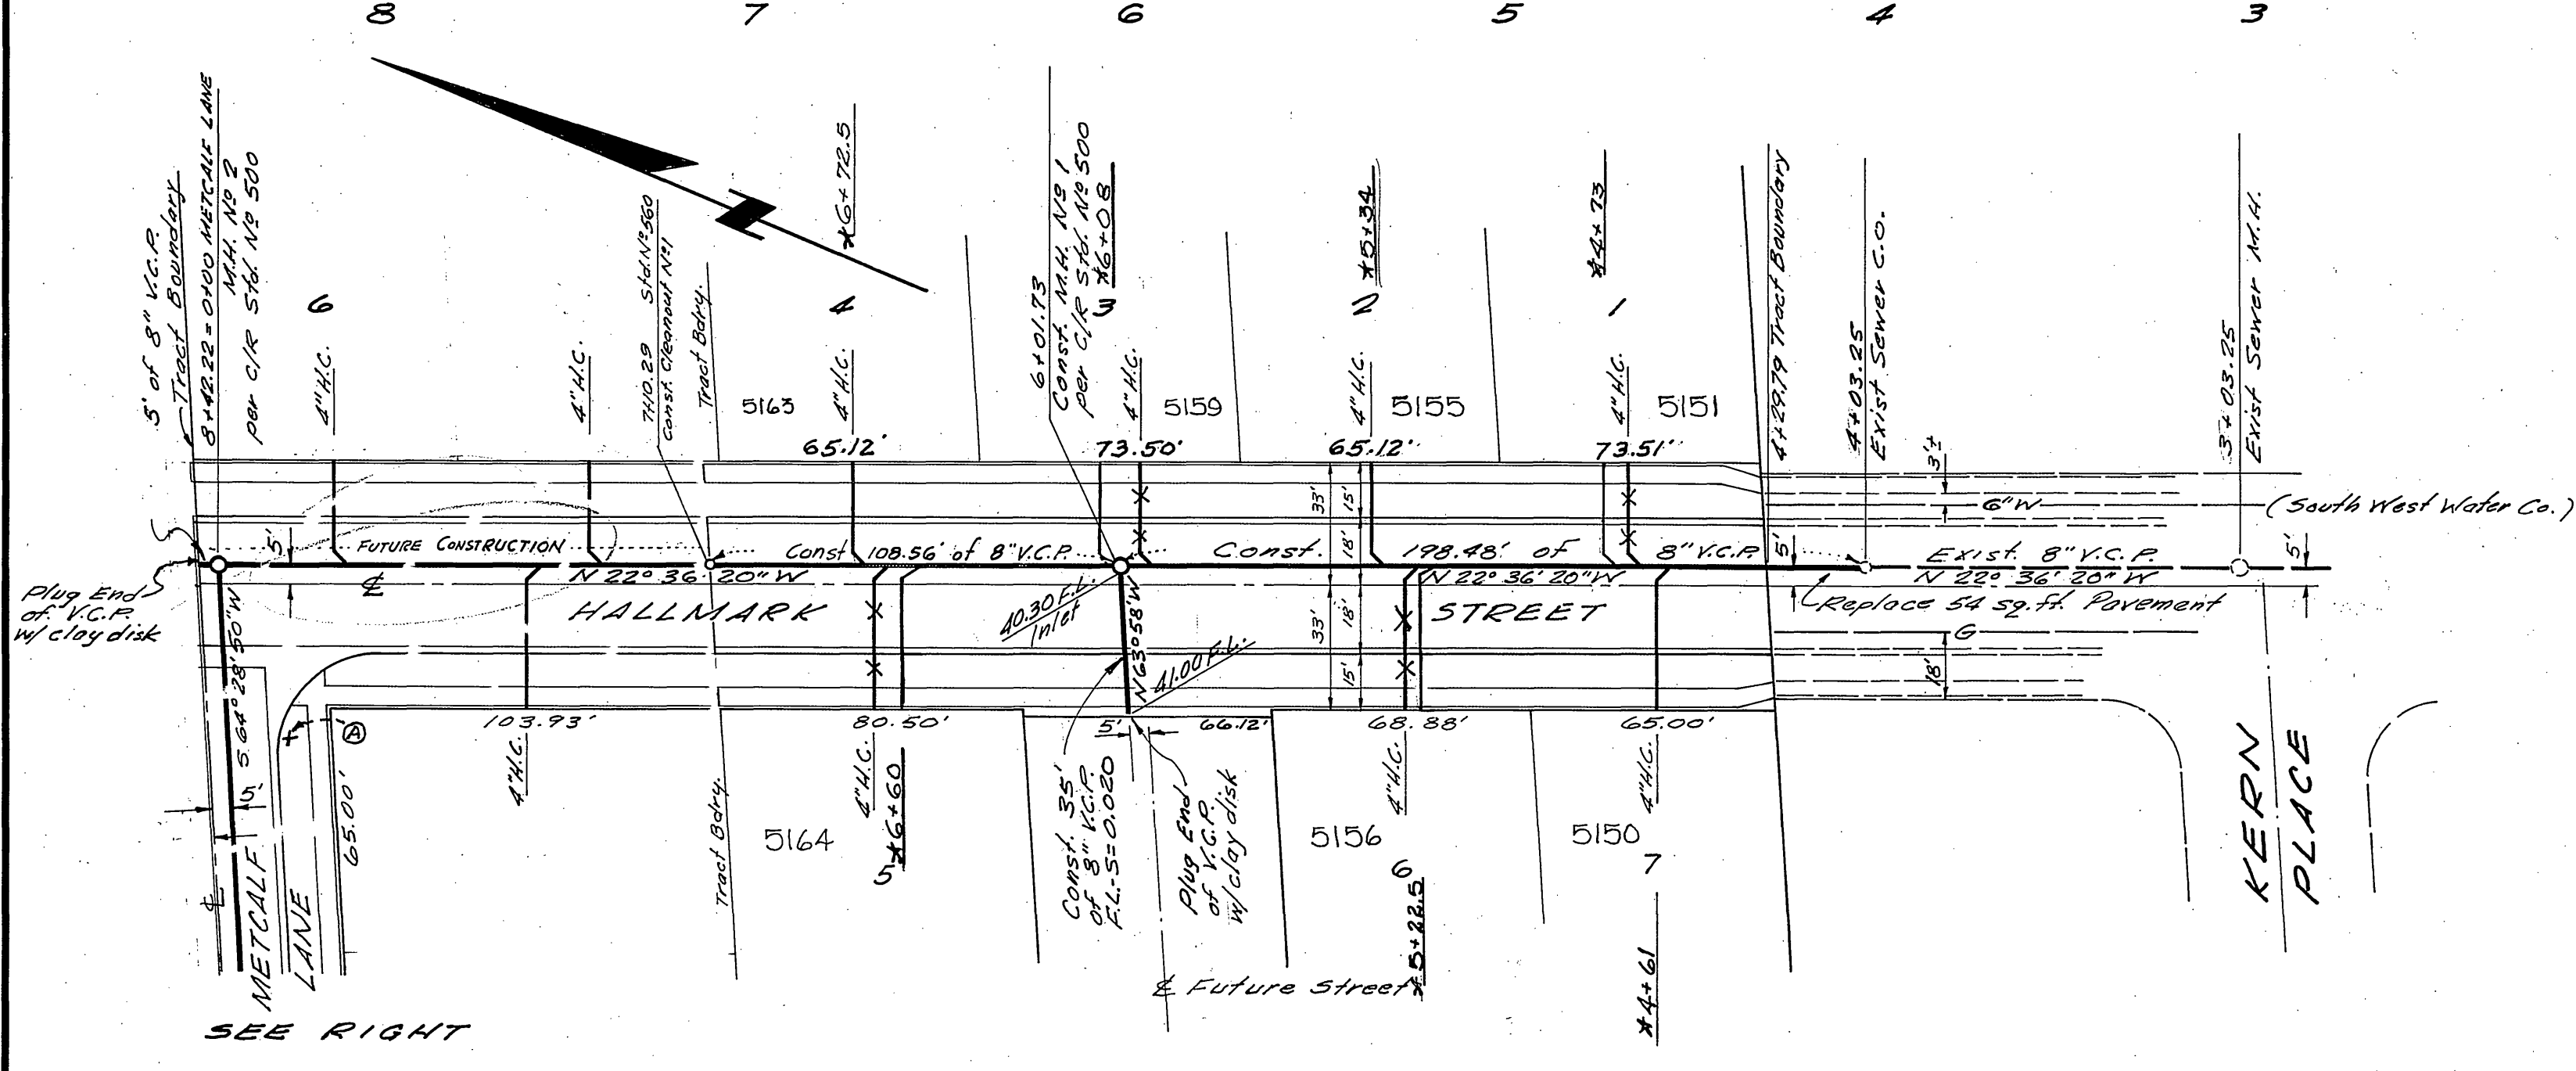 8 7 6 5 4 3
5' of 8" V.C.P.
Tract Boundary
8+42.22 = 0+00 METCALF LANE
M.H. Nº 2
per C/R Std. Nº 500
6
4" H.C.
4" H.C.
7+10.29 Std. Nº 560
Const. Cleanout Nº 1
Tract Bdry.
5163
4
4" H.C.
*6+72.5
65.12'
6+01.73
Const. M.H. Nº 1
per C/R Std. Nº 500
*6+08
3
4" H.C.
5159
73.50'
2
*5+34
4" H.C.
5155
65.12'
*4+73
1
4" H.C.
5151
73.51'
4+29.79 Tract Boundary
4+03.25
Exist Sewer C.O.
3'±
6" W
3+03.25
Exist Sewer M.H.
(South West Water Co.)
33'
15'
18'
5'
FUTURE CONSTRUCTION
Const 108.56' of 8" V.C.P.
Const. 198.48' of 8" V.C.P.
5'
Exist. 8" V.C.P.
5'
N 22° 36' 20" W
N 22° 36' 20" W
N 22° 36' 20" W
Plug End
of V.C.P.
w/ clay disk
℄
HALLMARK STREET
40.30 F.L.
Inlet
N63°58'W
41.00 F.L.
33'
18'
15'
Replace 54 sq.ft. Pavement
G
18'
S.64° 28' 50" W
5'
℄
METCALF
LANE
65.00'
A
103.93'
4" H.C.
Tract Bdry.
80.50'
4" H.C.
*6+60
5164
5
5'
66.12'
Const. 35'
of 8" V.C.P.
F.L.-S=0.020
Plug End
of V.C.P.
w/ clay disk
68.88'
4" H.C.
5156
6
*5+22.5
65.00'
4" H.C.
5150
7
*4+61
℄ Future Street
KERN
PLACE
SEE RIGHT